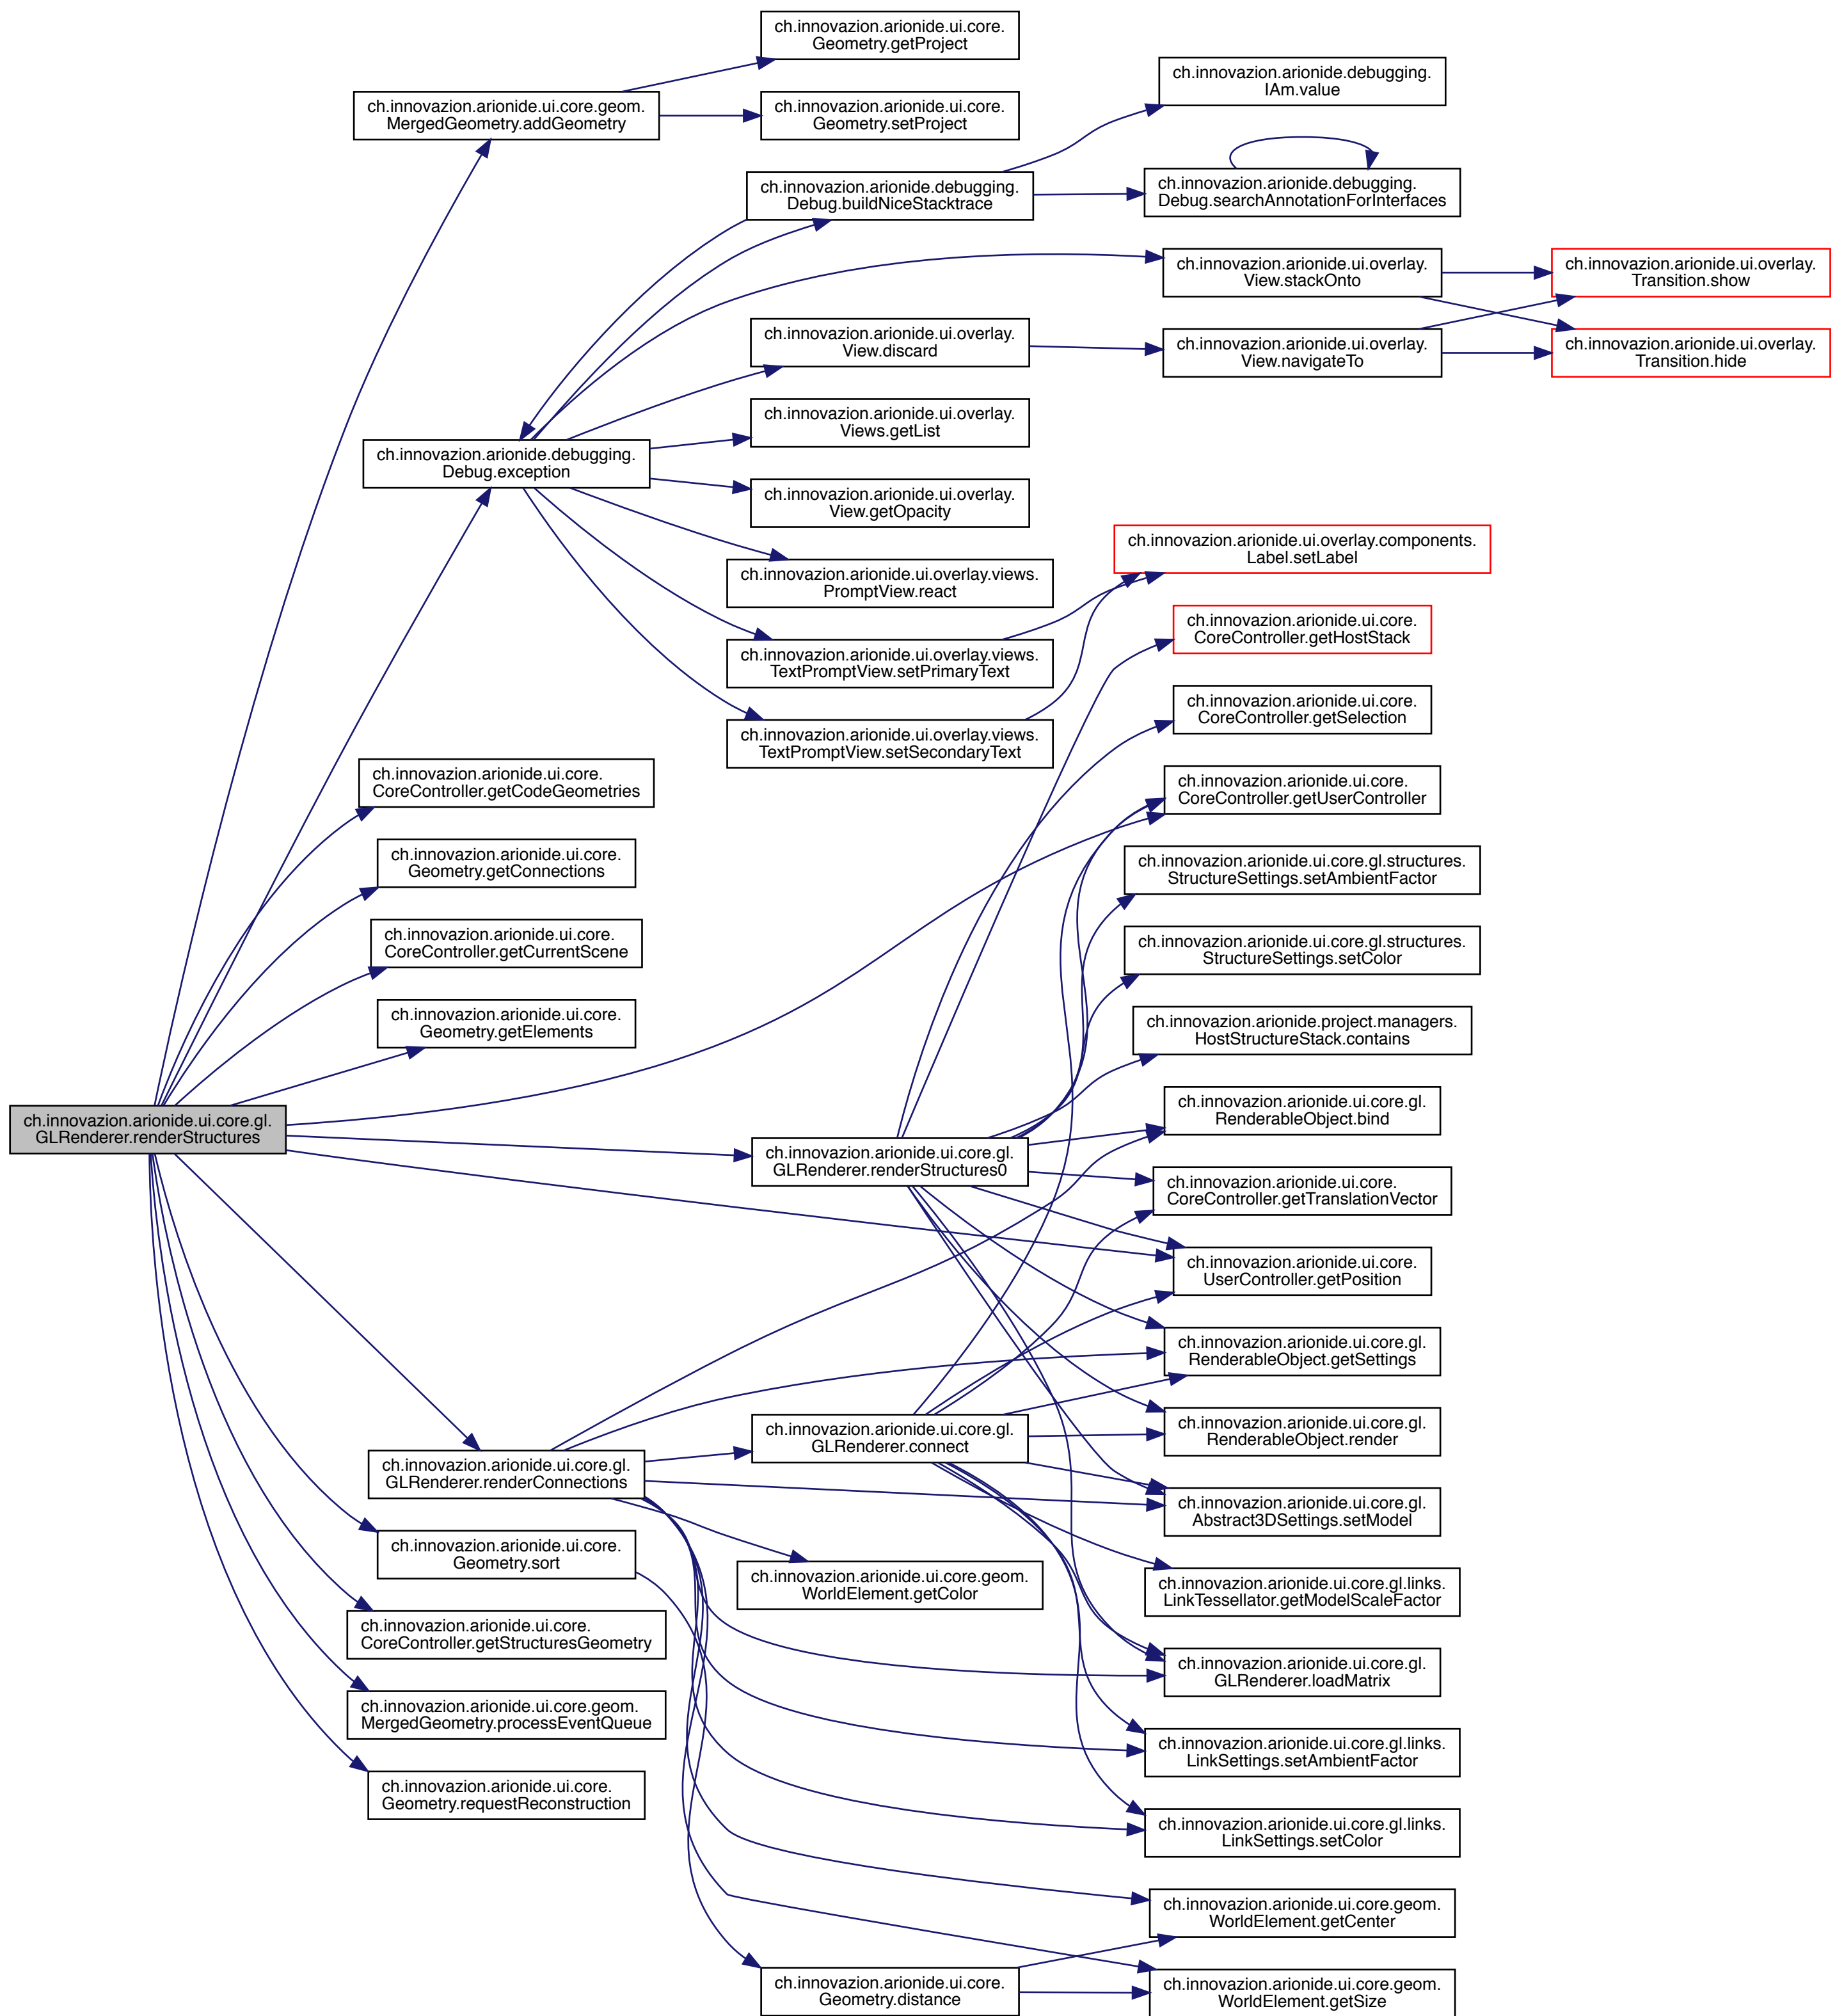 ch.innovazion.arionide.ui.core.
Geometry.getProject
ch.innovazion.arionide.ui.core.geom.
MergedGeometry.addGeometry
ch.innovazion.arionide.ui.core.
Geometry.setProject
ch.innovazion.arionide.debugging.
IAm.value
ch.innovazion.arionide.debugging.
Debug.buildNiceStacktrace
ch.innovazion.arionide.debugging.
Debug.searchAnnotationForInterfaces
ch.innovazion.arionide.ui.overlay.
View.stackOnto
ch.innovazion.arionide.ui.overlay.
Transition.show
ch.innovazion.arionide.ui.overlay.
View.discard
ch.innovazion.arionide.ui.overlay.
View.navigateTo
ch.innovazion.arionide.ui.overlay.
Transition.hide
ch.innovazion.arionide.ui.overlay.
Views.getList
ch.innovazion.arionide.debugging.
Debug.exception
ch.innovazion.arionide.ui.overlay.
View.getOpacity
ch.innovazion.arionide.ui.overlay.components.
Label.setLabel
ch.innovazion.arionide.ui.overlay.views.
PromptView.react
ch.innovazion.arionide.ui.core.
CoreController.getHostStack
ch.innovazion.arionide.ui.overlay.views.
TextPromptView.setPrimaryText
ch.innovazion.arionide.ui.core.
CoreController.getSelection
ch.innovazion.arionide.ui.overlay.views.
TextPromptView.setSecondaryText
ch.innovazion.arionide.ui.core.
CoreController.getCodeGeometries
ch.innovazion.arionide.ui.core.
CoreController.getUserController
ch.innovazion.arionide.ui.core.
Geometry.getConnections
ch.innovazion.arionide.ui.core.gl.structures.
StructureSettings.setAmbientFactor
ch.innovazion.arionide.ui.core.
CoreController.getCurrentScene
ch.innovazion.arionide.ui.core.gl.structures.
StructureSettings.setColor
ch.innovazion.arionide.ui.core.
Geometry.getElements
ch.innovazion.arionide.project.managers.
HostStructureStack.contains
ch.innovazion.arionide.ui.core.gl.
GLRenderer.renderStructures
ch.innovazion.arionide.ui.core.gl.
RenderableObject.bind
ch.innovazion.arionide.ui.core.gl.
GLRenderer.renderStructures0
ch.innovazion.arionide.ui.core.
CoreController.getTranslationVector
ch.innovazion.arionide.ui.core.
UserController.getPosition
ch.innovazion.arionide.ui.core.gl.
RenderableObject.getSettings
ch.innovazion.arionide.ui.core.gl.
GLRenderer.connect
ch.innovazion.arionide.ui.core.gl.
RenderableObject.render
ch.innovazion.arionide.ui.core.gl.
GLRenderer.renderConnections
ch.innovazion.arionide.ui.core.gl.
Abstract3DSettings.setModel
ch.innovazion.arionide.ui.core.
Geometry.sort
ch.innovazion.arionide.ui.core.geom.
WorldElement.getColor
ch.innovazion.arionide.ui.core.gl.links.
LinkTessellator.getModelScaleFactor
ch.innovazion.arionide.ui.core.
CoreController.getStructuresGeometry
ch.innovazion.arionide.ui.core.gl.
GLRenderer.loadMatrix
ch.innovazion.arionide.ui.core.geom.
MergedGeometry.processEventQueue
ch.innovazion.arionide.ui.core.gl.links.
LinkSettings.setAmbientFactor
ch.innovazion.arionide.ui.core.
Geometry.requestReconstruction
ch.innovazion.arionide.ui.core.gl.links.
LinkSettings.setColor
ch.innovazion.arionide.ui.core.geom.
WorldElement.getCenter
ch.innovazion.arionide.ui.core.
Geometry.distance
ch.innovazion.arionide.ui.core.geom.
WorldElement.getSize